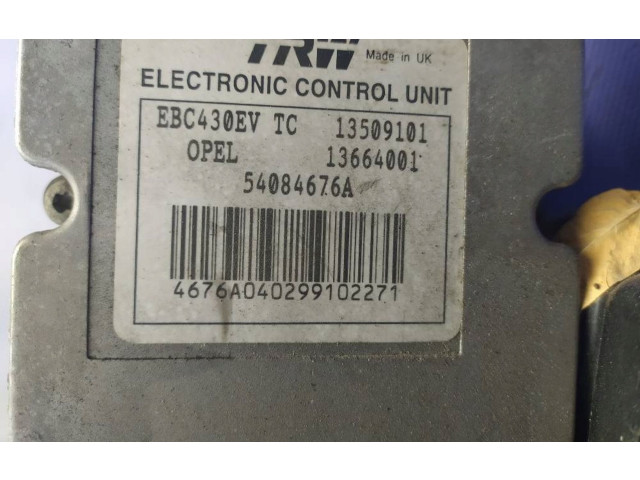 TRW Made in UK
ELECTRONIC CONTROL UNIT
EBC430EV TC 13509101
OPEL 13664001
54084676A
4676A040299102271